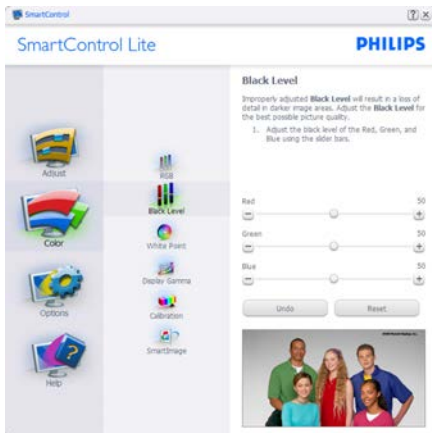 SmartControl
SmartControl Lite
PHILIPS
Adjust
Color
Options
Help
RGB
Black Level
White Point
Display Gamma
Calibration
SmartImage
Black Level
Improperly adjusted Black Level will result in a loss of
detail in darker image areas. Adjust the Black Level for
the best possible picture quality.
1. Adjust the black level of the Red, Green, and
Blue using the slider bars.
Red 50
Green 50
Blue 50
Undo Reset